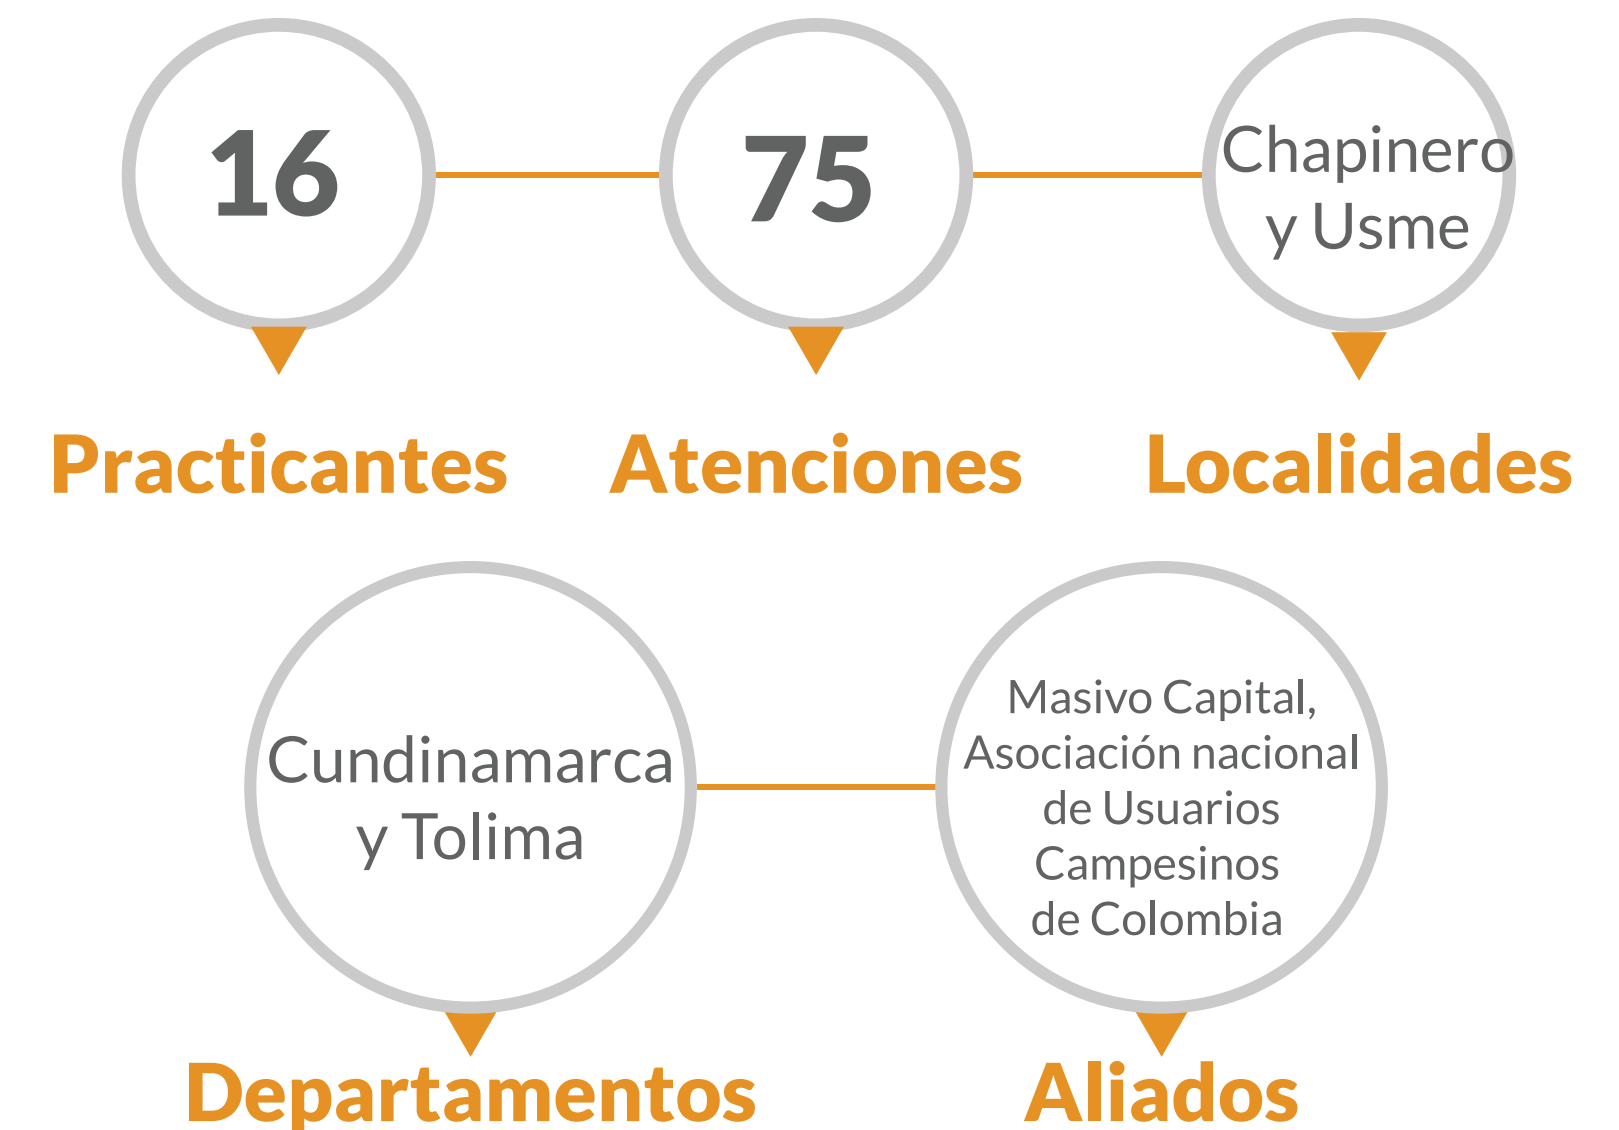 16
75
Chapinero
y Usme
Practicantes
Atenciones
Localidades
Cundinamarca
y Tolima
Masivo Capital,
Asociación nacional
de Usuarios
Campesinos
de Colombia
Departamentos
Aliados